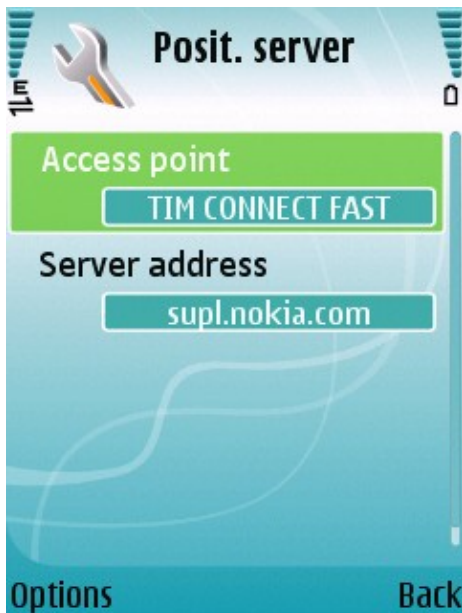 Posit. server
E
Access point
TIM CONNECT FAST
Server address
supl.nokia.com
Options
Back